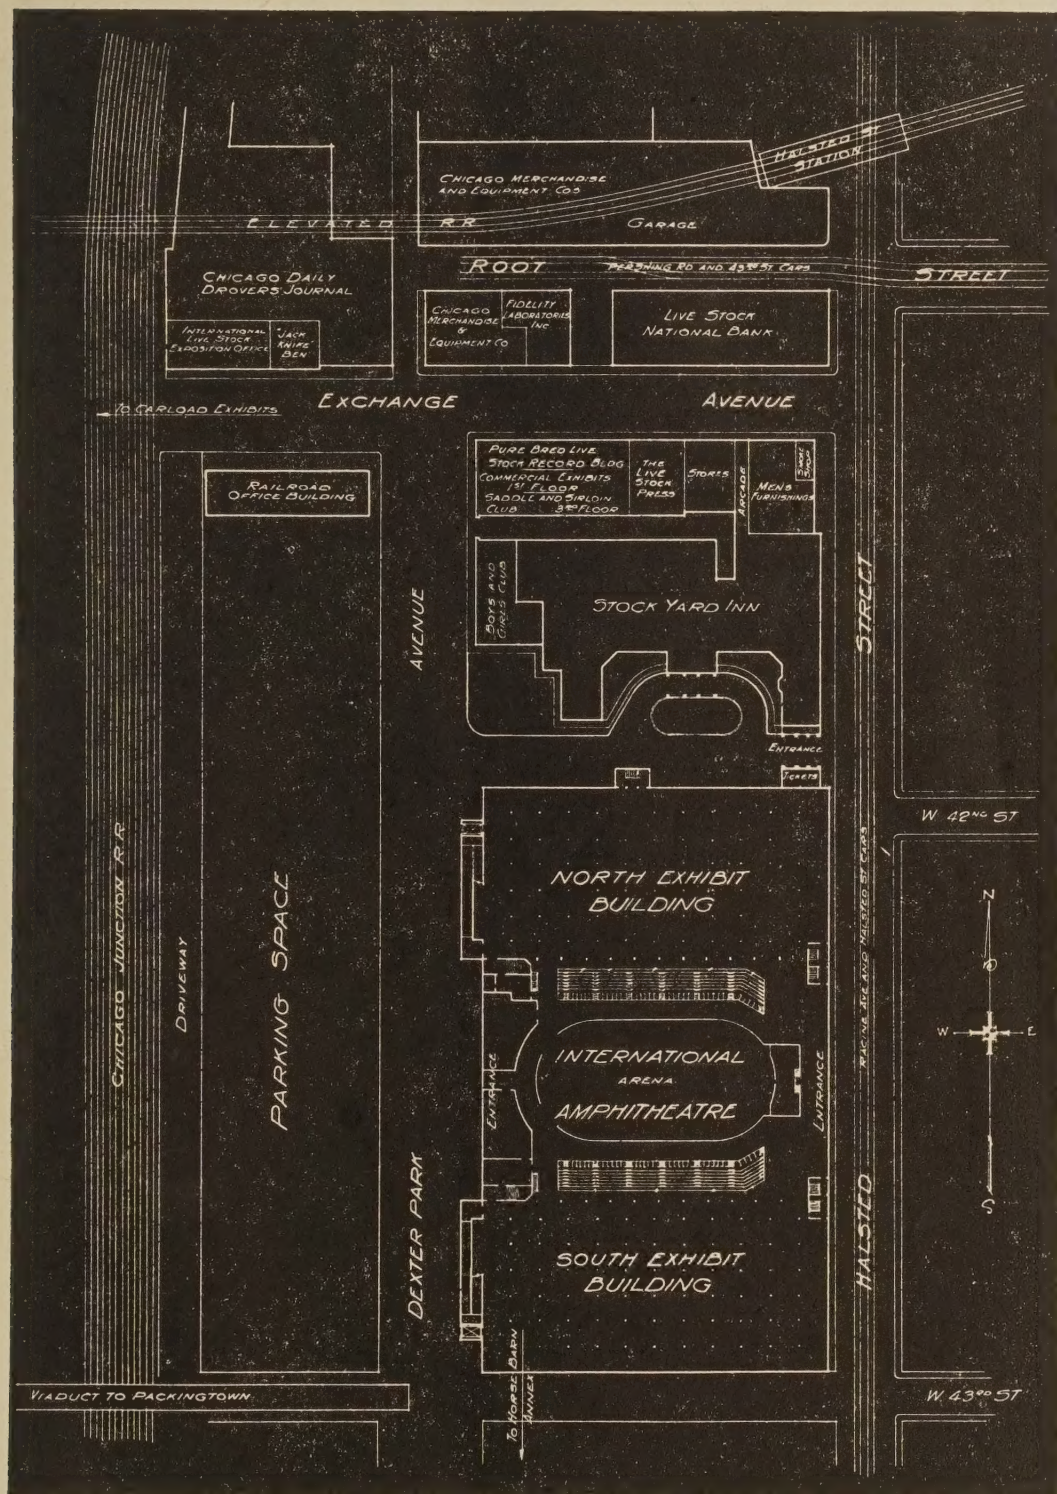 HALSTED ST
STATION
CHICAGO MERCHANDISE
AND EQUIPMENT COS
GARAGE
ELEVATED R.R.
ROOT STREET
PERSHING RD AND 43RD ST CARS
CHICAGO DAILY
DROVERS JOURNAL
INTERNATIONAL
LIVE STOCK
EXPOSITION OFFICE
"JACK
KNIFE"
BEN
CHICAGO
MERCHANDISE
&
EQUIPMENT CO
FIDELITY
LABORATORIES
INC
LIVE STOCK
NATIONAL BANK
TO CARLOAD EXHIBITS
EXCHANGE AVENUE
RAILROAD
OFFICE BUILDING
PURE BRED LIVE
STOCK RECORD BLDG
COMMERCIAL EXHIBITS
1ST FLOOR
SADDLE AND SIRLOIN
CLUB 3RD FLOOR
THE
LIVE
STOCK
PRESS
STORES
ARCADE
MENS
FURNISHINGS
SMOKE
SHOP
BOYS AND
GIRLS CLUB
STOCK YARD INN
ENTRANCE
TICKETS
W. 42ND ST
NORTH EXHIBIT
BUILDING
INTERNATIONAL
ARENA
AMPHITHEATRE
ENTRANCE
ENTRANCE
SOUTH EXHIBIT
BUILDING
CHICAGO JUNCTION R.R.
DRIVEWAY
PARKING SPACE
DEXTER PARK AVENUE
HALSTED STREET
RACINE AVE AND HALSTED ST CARS
N
W E
S
VIADUCT TO PACKINGTOWN
TO HORSE BARN
ANNEX
W. 43RD ST